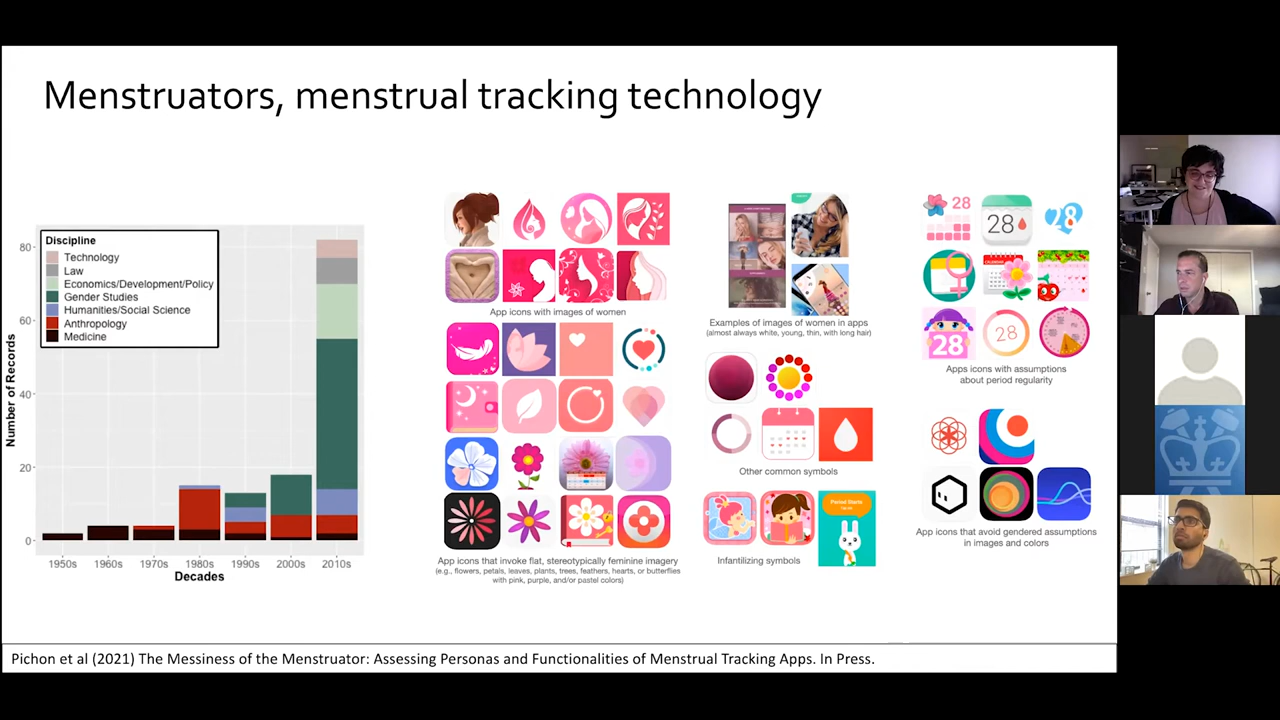 Menstruators, menstrual tracking technology
Number of Records
80
60
40
20
0
Discipline
Technology
Law
Economics/Development/Policy
Gender Studies
Humanities/Social Science
Anthropology
Medicine
1950s 1960s 1970s 1980s 1990s 2000s 2010s
Decades
App icons with images of women
App icons that invoke flat, stereotypically feminine imagery
(e.g., flowers, petals, leaves, plants, trees, feathers, hearts, or butterflies
with pink, purple, and/or pastel colors)
Examples of images of women in apps
(almost always white, young, thin, with long hair)
Other common symbols
Period Starts
Infantilizing symbols
28
28
28
28
28
Apps icons with assumptions
about period regularity
App icons that avoid gendered assumptions
in images and colors
Pichon et al (2021) The Messiness of the Menstruator: Assessing Personas and Functionalities of Menstrual Tracking Apps. In Press.